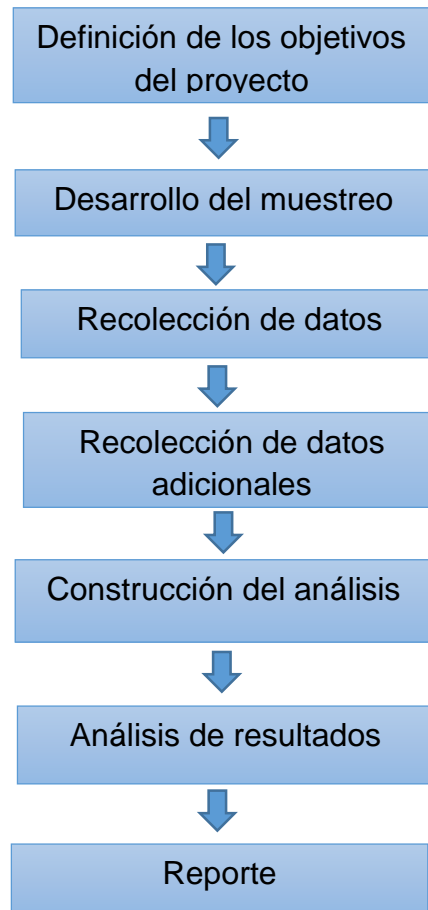 Definición de los objetivos
del proyecto
Desarrollo del muestreo
Recolección de datos
Recolección de datos
adicionales
Construcción del análisis
Análisis de resultados
Reporte